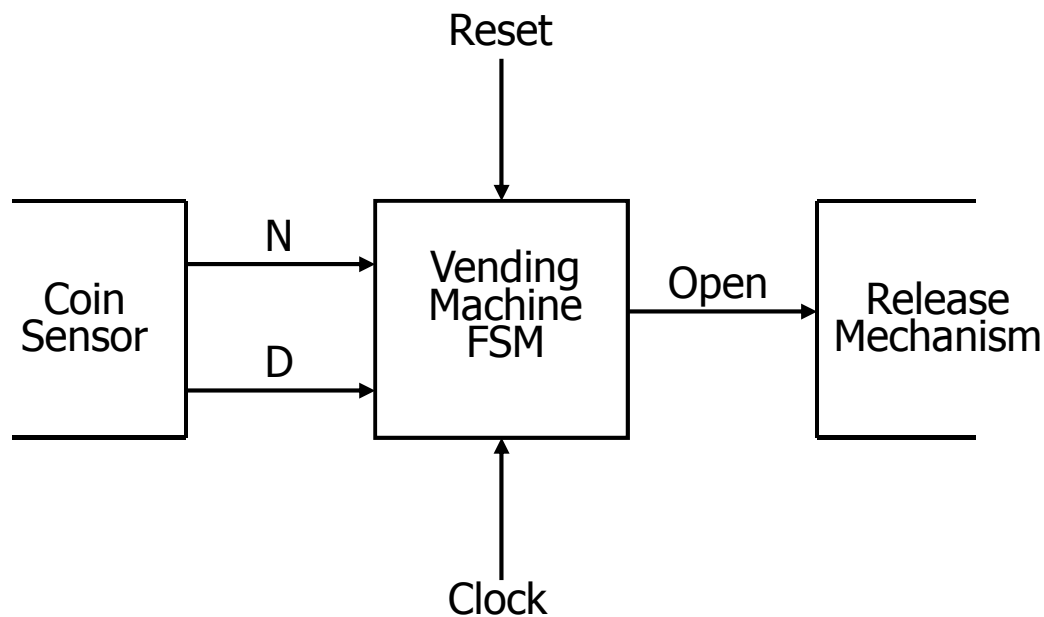 Reset
N
Coin
Sensor
D
Vending
Machine
FSM
Open
Release
Mechanism
Clock